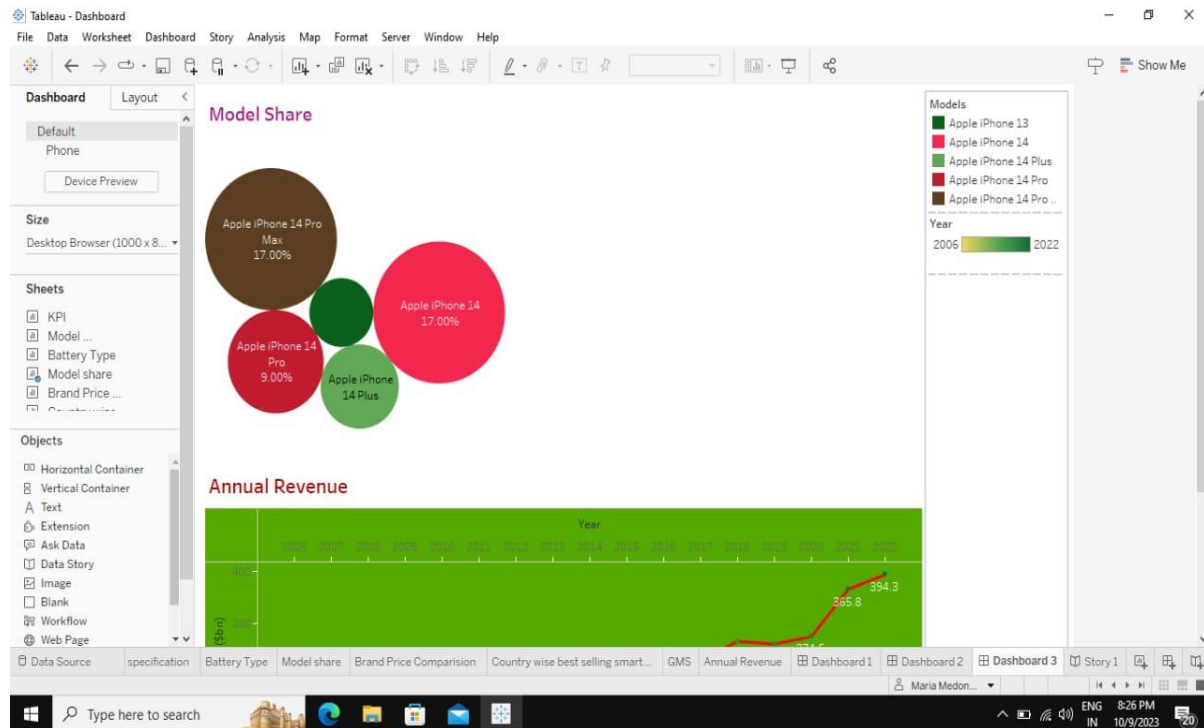 Tableau - Dashboard
File Data Worksheet Dashboard Story Analysis Map Format Server Window Help
Show Me
Dashboard Layout
Default
Phone
Device Preview
Size
Desktop Browser (1000 x 8...
Sheets
KPI
Model ...
Battery Type
Model share
Brand Price ...
Objects
Horizontal Container
Vertical Container
Text
Extension
Ask Data
Data Story
Image
Blank
Workflow
Web Page
Model Share
Apple iPhone 14 Pro
Max
17.00%
Apple iPhone 14
17.00%
Apple iPhone 14
Pro
9.00%
Apple iPhone
14 Plus
Models
Apple iPhone 13
Apple iPhone 14
Apple iPhone 14 Plus
Apple iPhone 14 Pro
Apple iPhone 14 Pro ..
Year
2006 2022
Annual Revenue
Year
2006 2007 2008 2009 2010 2011 2012 2013 2014 2015 2016 2017 2018 2019 2020 2021 2022
400
394.3
365.8
($bn)
Data Source specification Battery Type Model share Brand Price Comparision Country wise best selling smart... GMS Annual Revenue Dashboard 1 Dashboard 2 Dashboard 3 Story 1
Maria Medon...
Type here to search
ENG 8:26 PM
IN 10/9/2023